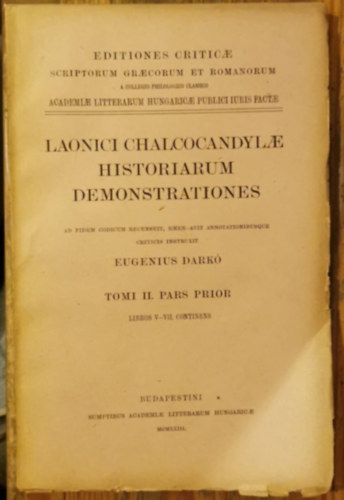 EDITIONES CRITICÆ
SCRIPTORUM GRÆCORUM ET ROMANORUM
A COLLEGIO PHILOLOGICO CLASSICO
ACADEMIÆ LITTERARUM HUNGARICÆ PUBLICI IURIS FACTÆ
LAONICI CHALCOCANDYLÆ
HISTORIARUM
DEMONSTRATIONES
AD FIDEM CODICUM RECENSUIT, EMENDAVIT ANNOTATIONIBUSQUE
CRITICIS INSTRUXIT
EUGENIUS DARKÓ
TOMI II. PARS PRIOR
LIBROS V–VII. CONTINENS
BUDAPESTINI
SUMPTIBUS ACADEMIÆ LITTERARUM HUNGARICÆ